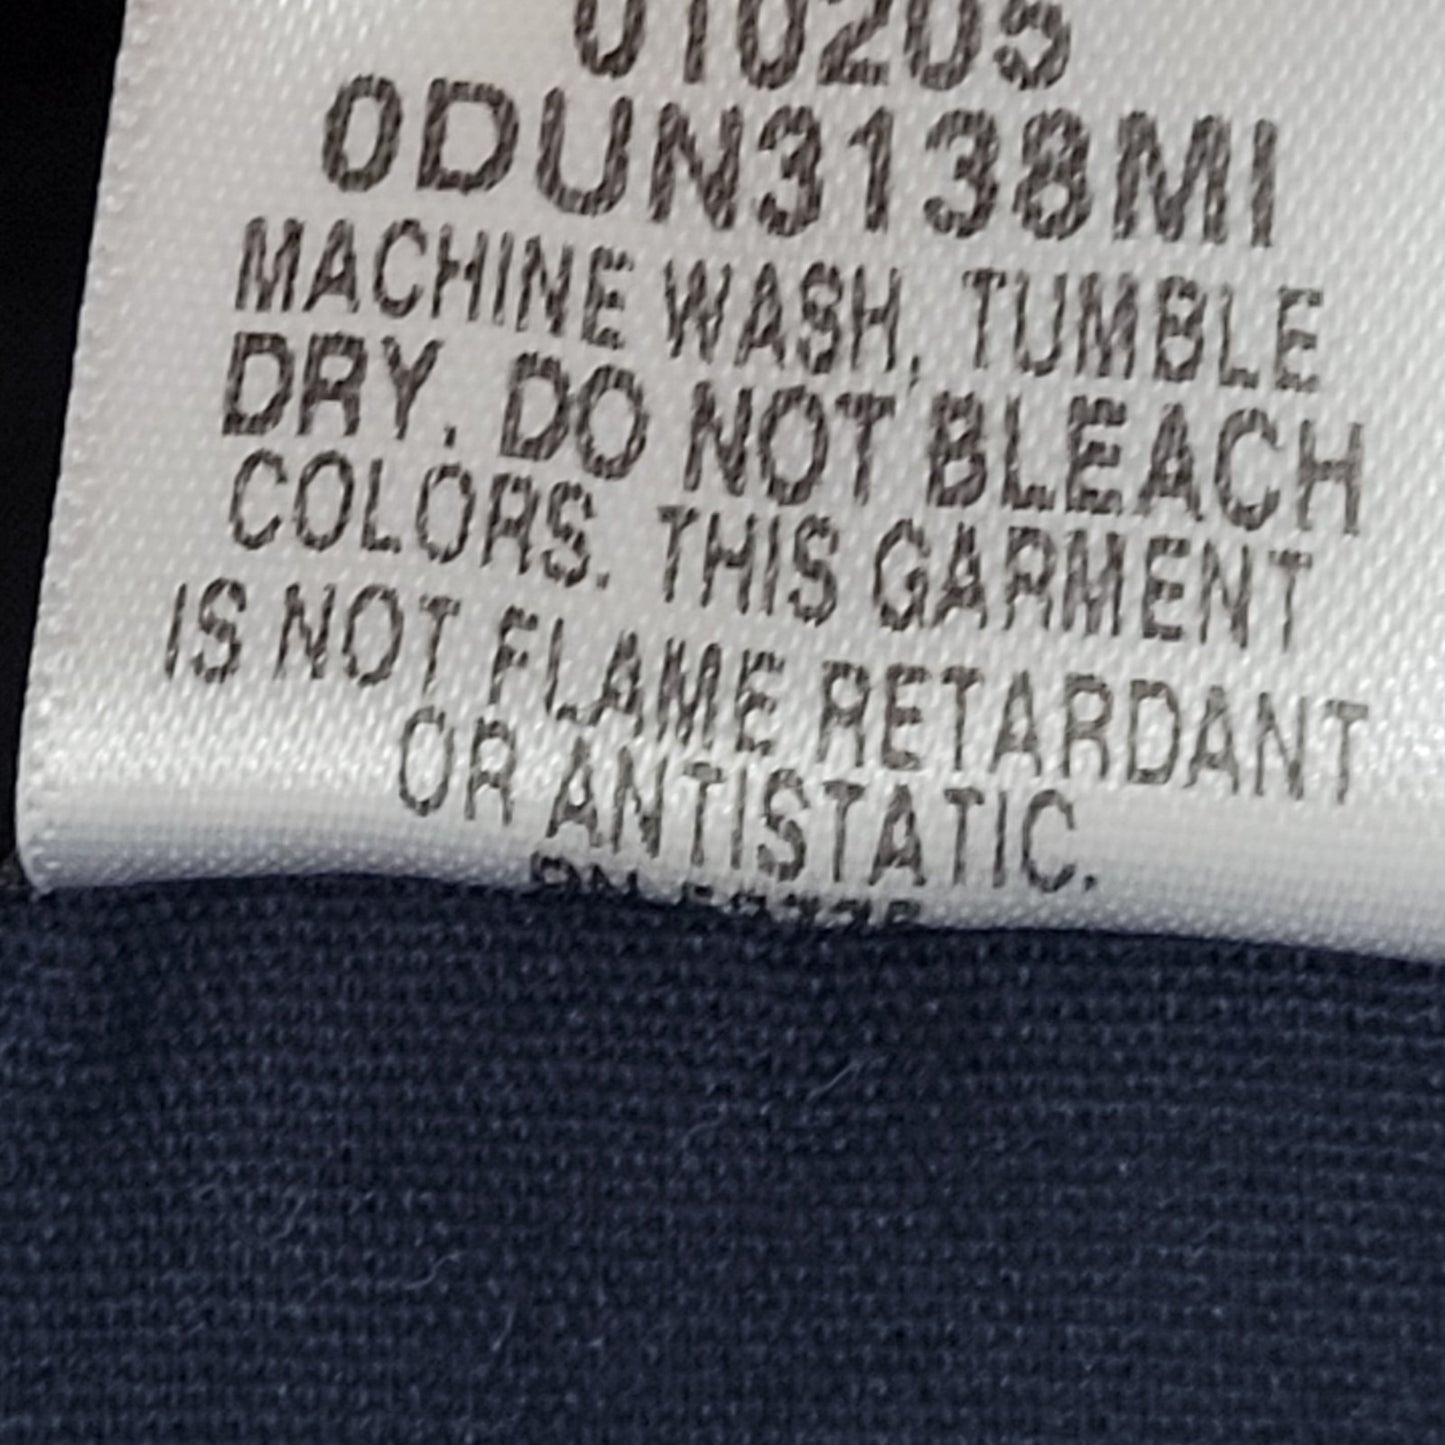 010205
0DUN3138MI
MACHINE WASH, TUMBLE
DRY. DO NOT BLEACH
COLORS. THIS GARMENT
IS NOT FLAME RETARDANT
OR ANTISTATIC.